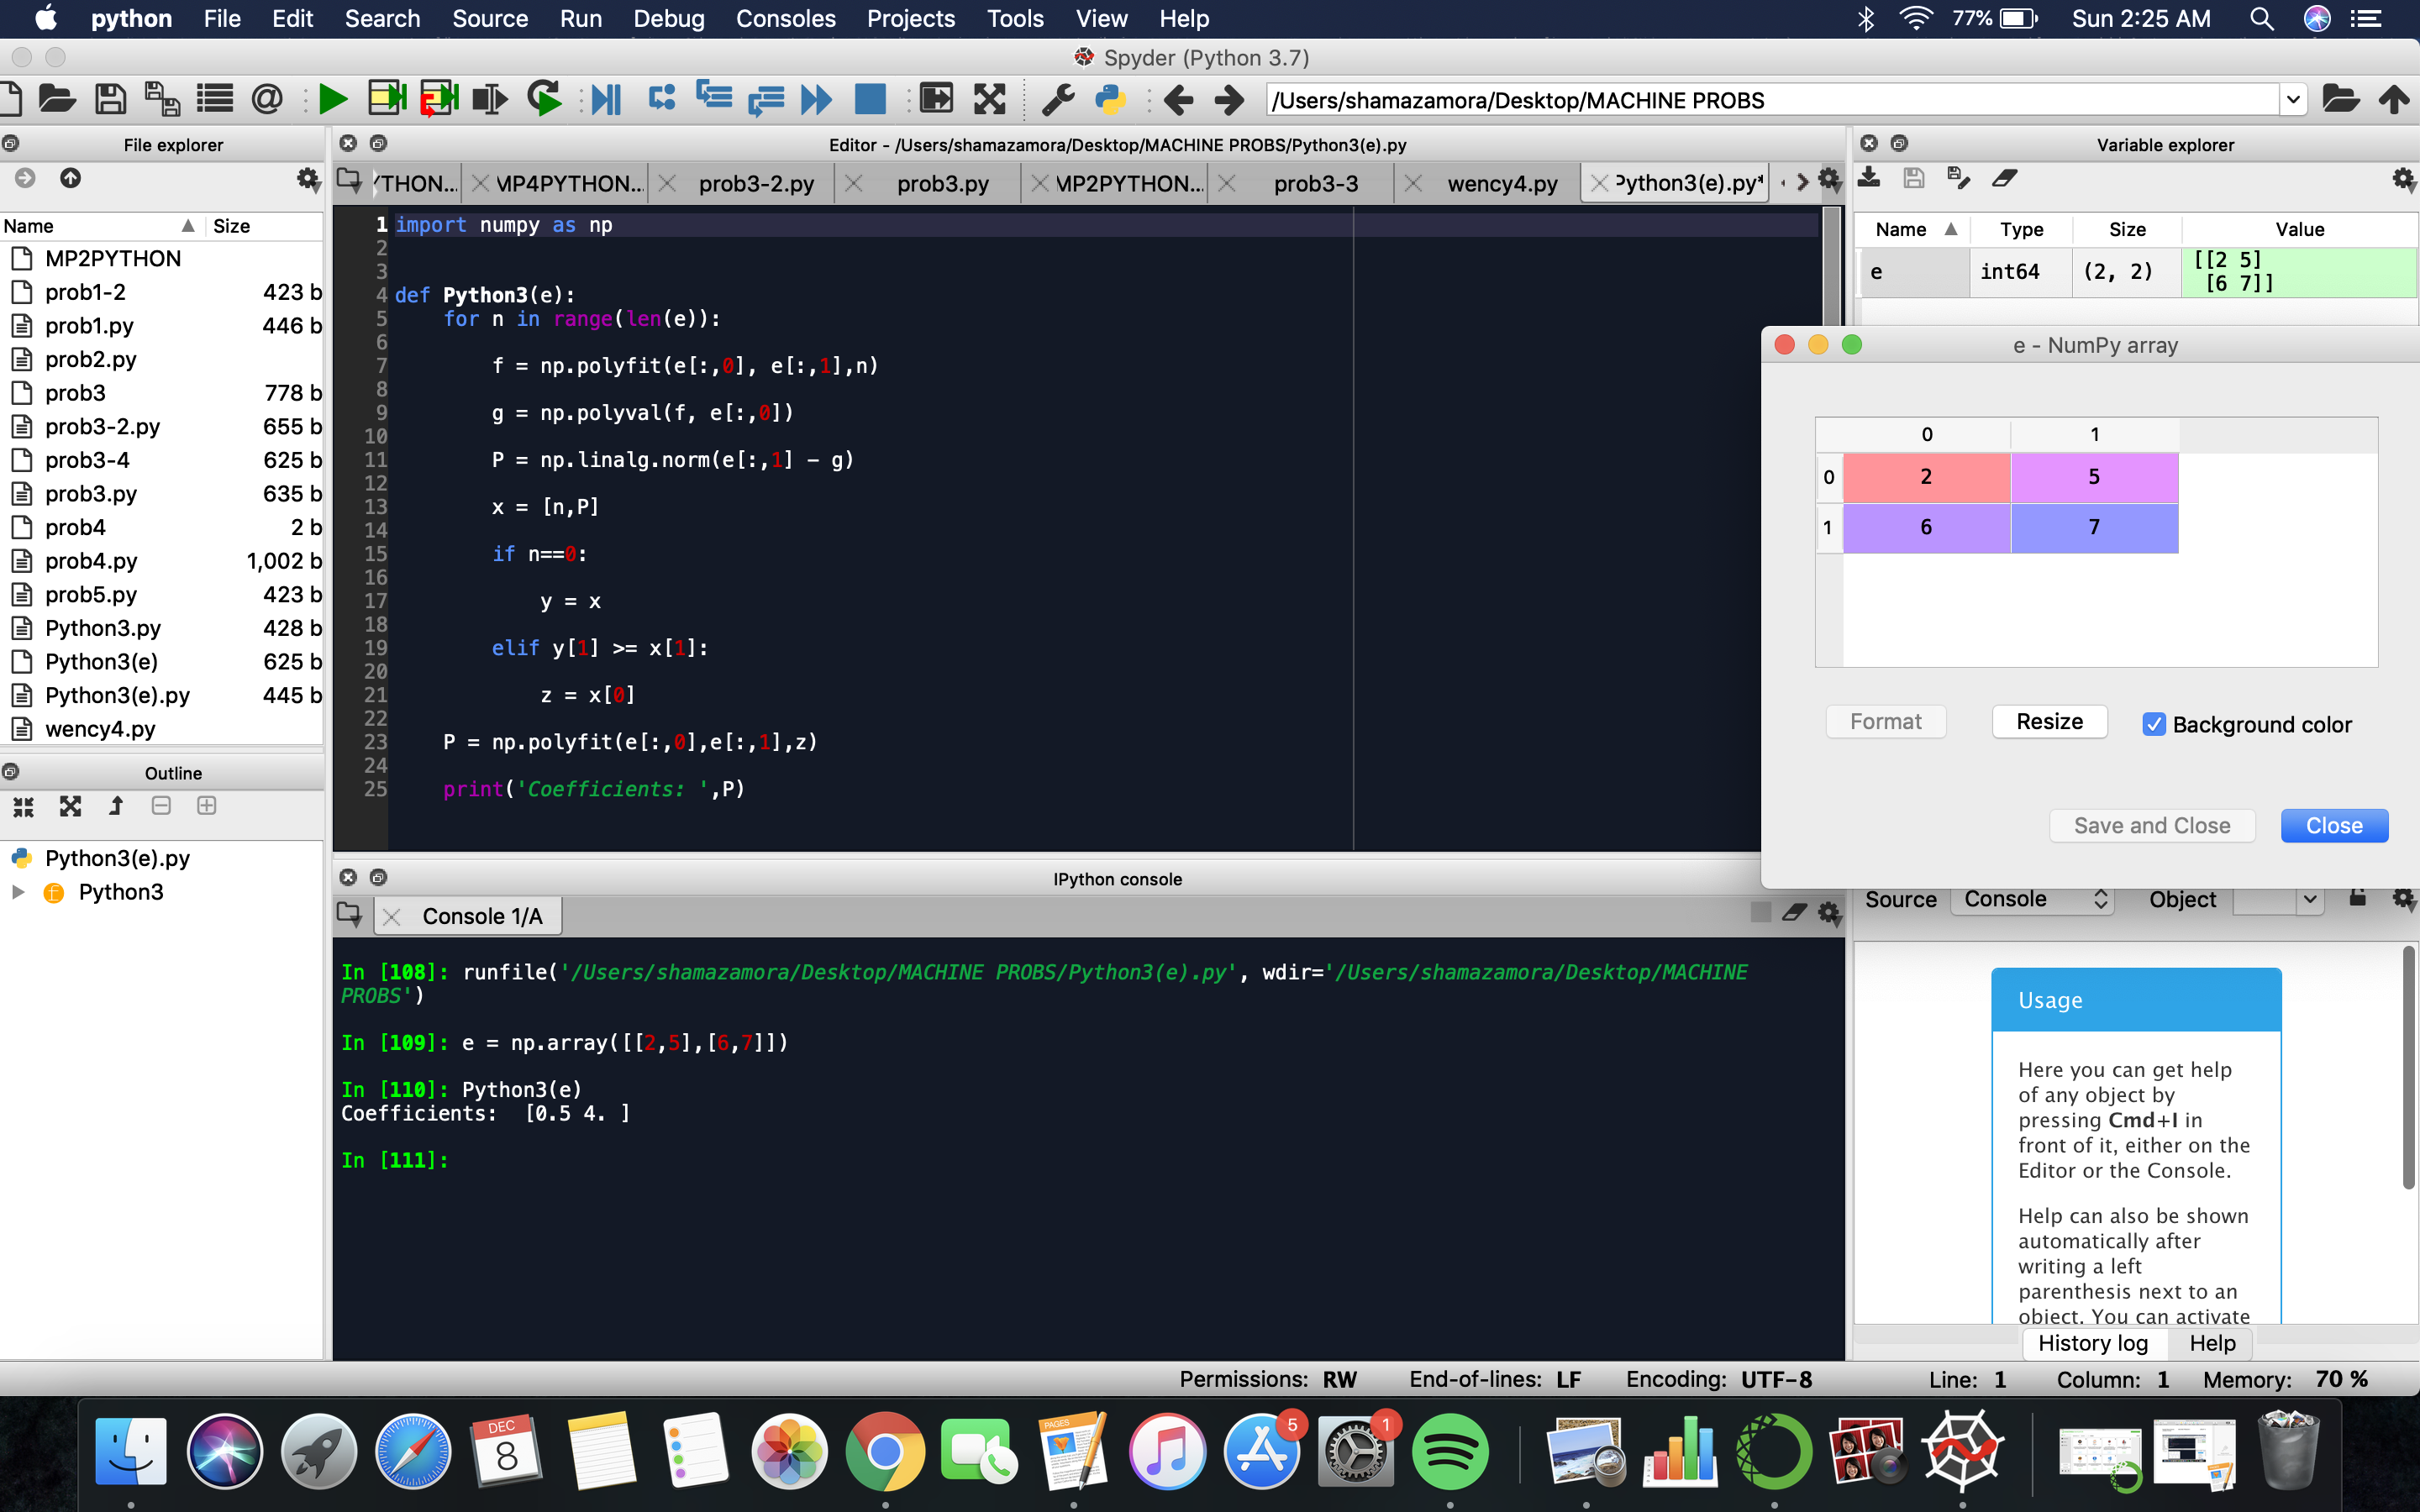 python File Edit Search Source Run Debug Consoles Projects Tools View Help 77% Sun 2:25 AM
Spyder (Python 3.7)
/Users/shamazamora/Desktop/MACHINE PROBS
File explorer
Name Size
MP2PYTHON
prob1-2 423 b
prob1.py 446 b
prob2.py
prob3 778 b
prob3-2.py 655 b
prob3-4 625 b
prob3.py 635 b
prob4 2 b
prob4.py 1,002 b
prob5.py 423 b
Python3.py 428 b
Python3(e) 625 b
Python3(e).py 445 b
wency4.py
Outline
Python3(e).py
Python3
Editor - /Users/shamazamora/Desktop/MACHINE PROBS/Python3(e).py
YTHON... MP4PYTHON... prob3-2.py prob3.py MP2PYTHON... prob3-3 wency4.py Python3(e).py*
1 import numpy as np
2
3
4 def Python3(e):
5 for n in range(len(e)):
6
7 f = np.polyfit(e[:,0], e[:,1],n)
8
9 g = np.polyval(f, e[:,0])
10
11 P = np.linalg.norm(e[:,1] - g)
12
13 x = [n,P]
14
15 if n==0:
16
17 y = x
18
19 elif y[1] >= x[1]:
20
21 z = x[0]
22
23 P = np.polyfit(e[:,0],e[:,1],z)
24
25 print('Coefficients: ',P)
IPython console
Console 1/A
In [108]: runfile('/Users/shamazamora/Desktop/MACHINE PROBS/Python3(e).py', wdir='/Users/shamazamora/Desktop/MACHINE
PROBS')
In [109]: e = np.array([[2,5],[6,7]])
In [110]: Python3(e)
Coefficients:  [0.5 4. ]
In [111]:
Variable explorer
Name Type Size Value
e int64 (2, 2) [[2 5]
[6 7]]
e - NumPy array
0 1
0 2 5
1 6 7
Format Resize Background color
Save and Close Close
Source Console Object
Usage
Here you can get help
of any object by
pressing Cmd+I in
front of it, either on the
Editor or the Console.
Help can also be shown
automatically after
writing a left
parenthesis next to an
object. You can activate
History log Help
Permissions: RW End-of-lines: LF Encoding: UTF-8 Line: 1 Column: 1 Memory: 70 %
DEC
8
PAGES
5
1